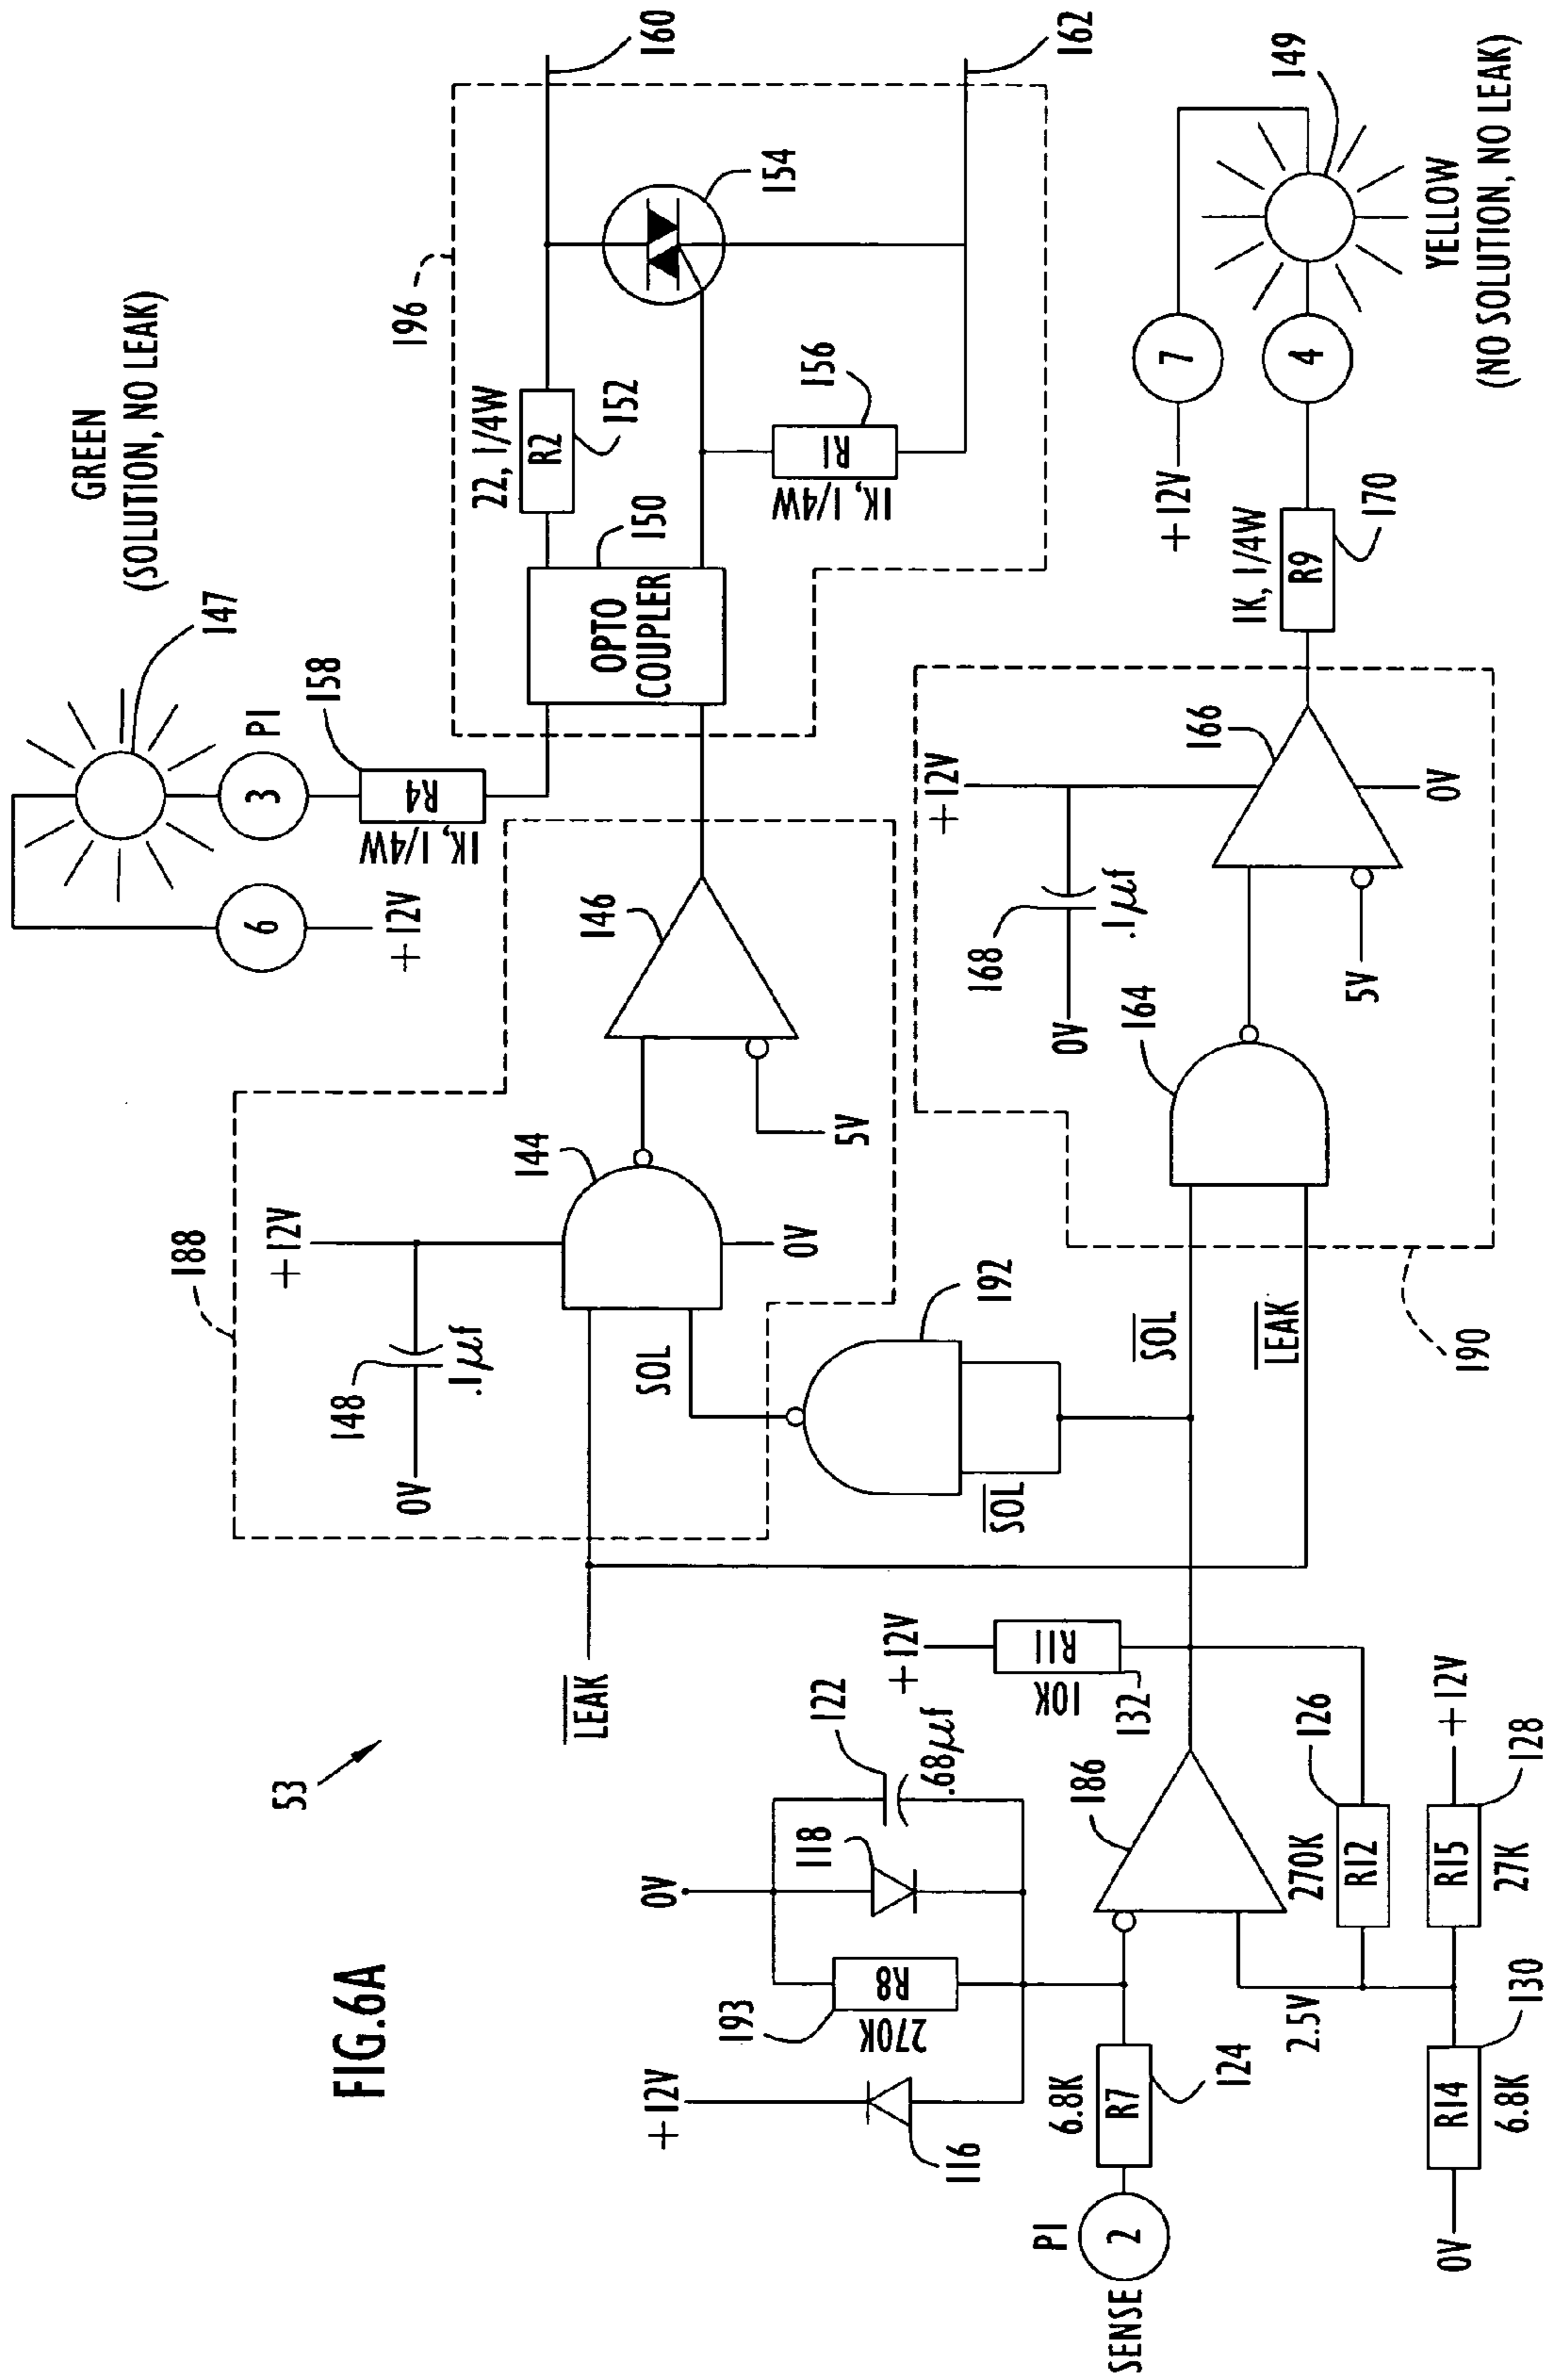 FIG.6A
53
GREEN
(SOLUTION, NO LEAK)
147
6
+12V
3
P1
158
R4
1K, 1/4W
188
+12V
148
.1µf
0V
144
0V
SOL
146
5V
196
OPTO
COUPLER
150
22, 1/4W
R2
152
154
R1
1K, 1/4W
156
160
162
L̅E̅A̅K̅
192
S̅O̅L̅
S̅O̅L̅
L̅E̅A̅K̅
190
164
+12V
168
.1µf
0V
166
0V
5V
1K, 1/4W
R9
170
+12V
7
4
149
YELLOW
(NO SOLUTION, NO LEAK)
+12V
116
193
R8
270K
0V
118
122
.68µf
+12V
R11
10K
132
186
SENSE
P1
2
6.8K
R7
124
2.5V
270K
R12
126
0V
R14
6.8K
130
R15
27K
128
+12V